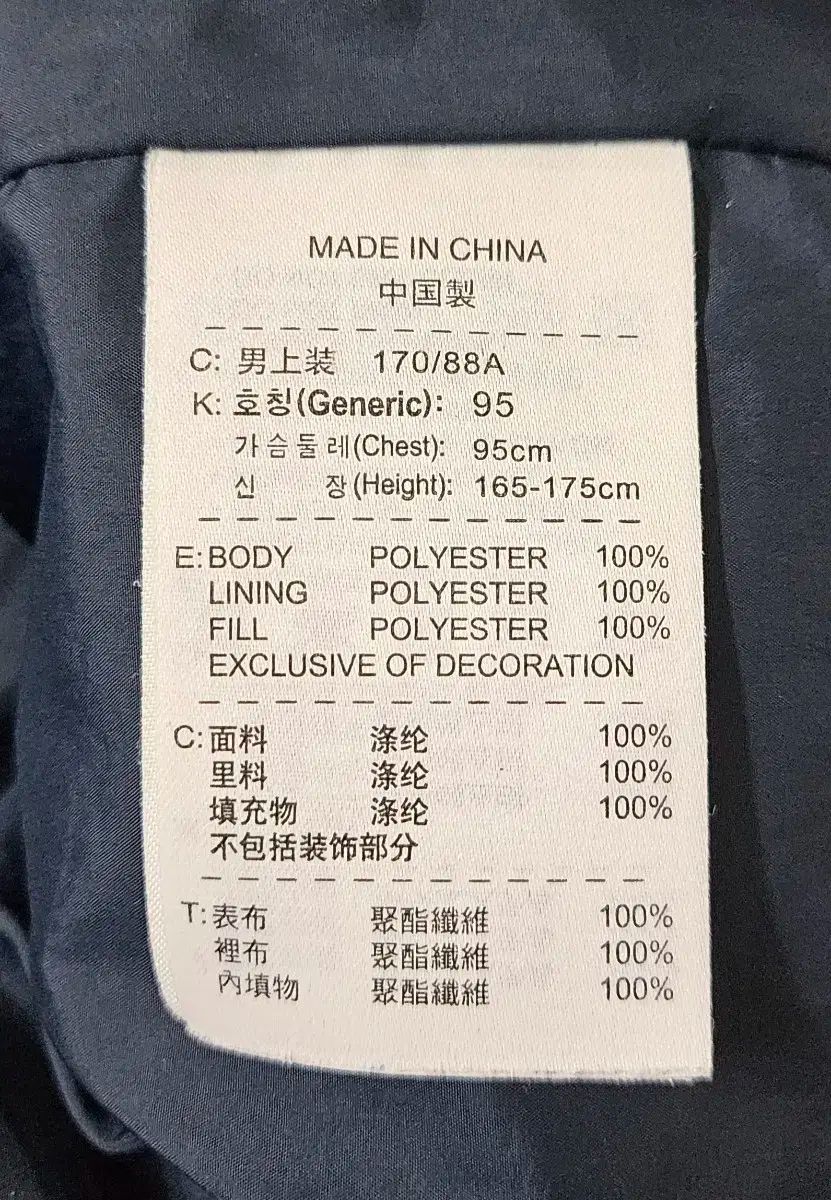 MADE IN CHINA
中国製
C: 男上装 170/88A
K: 호칭(Generic): 95
가슴둘레(Chest): 95cm
신 장(Height): 165-175cm
E: BODY POLYESTER 100%
LINING POLYESTER 100%
FILL POLYESTER 100%
EXCLUSIVE OF DECORATION
C: 面料 涤纶 100%
里料 涤纶 100%
填充物 涤纶 100%
不包括装饰部分
T: 表布 聚酯纖維 100%
裡布 聚酯纖維 100%
內填物 聚酯纖維 100%